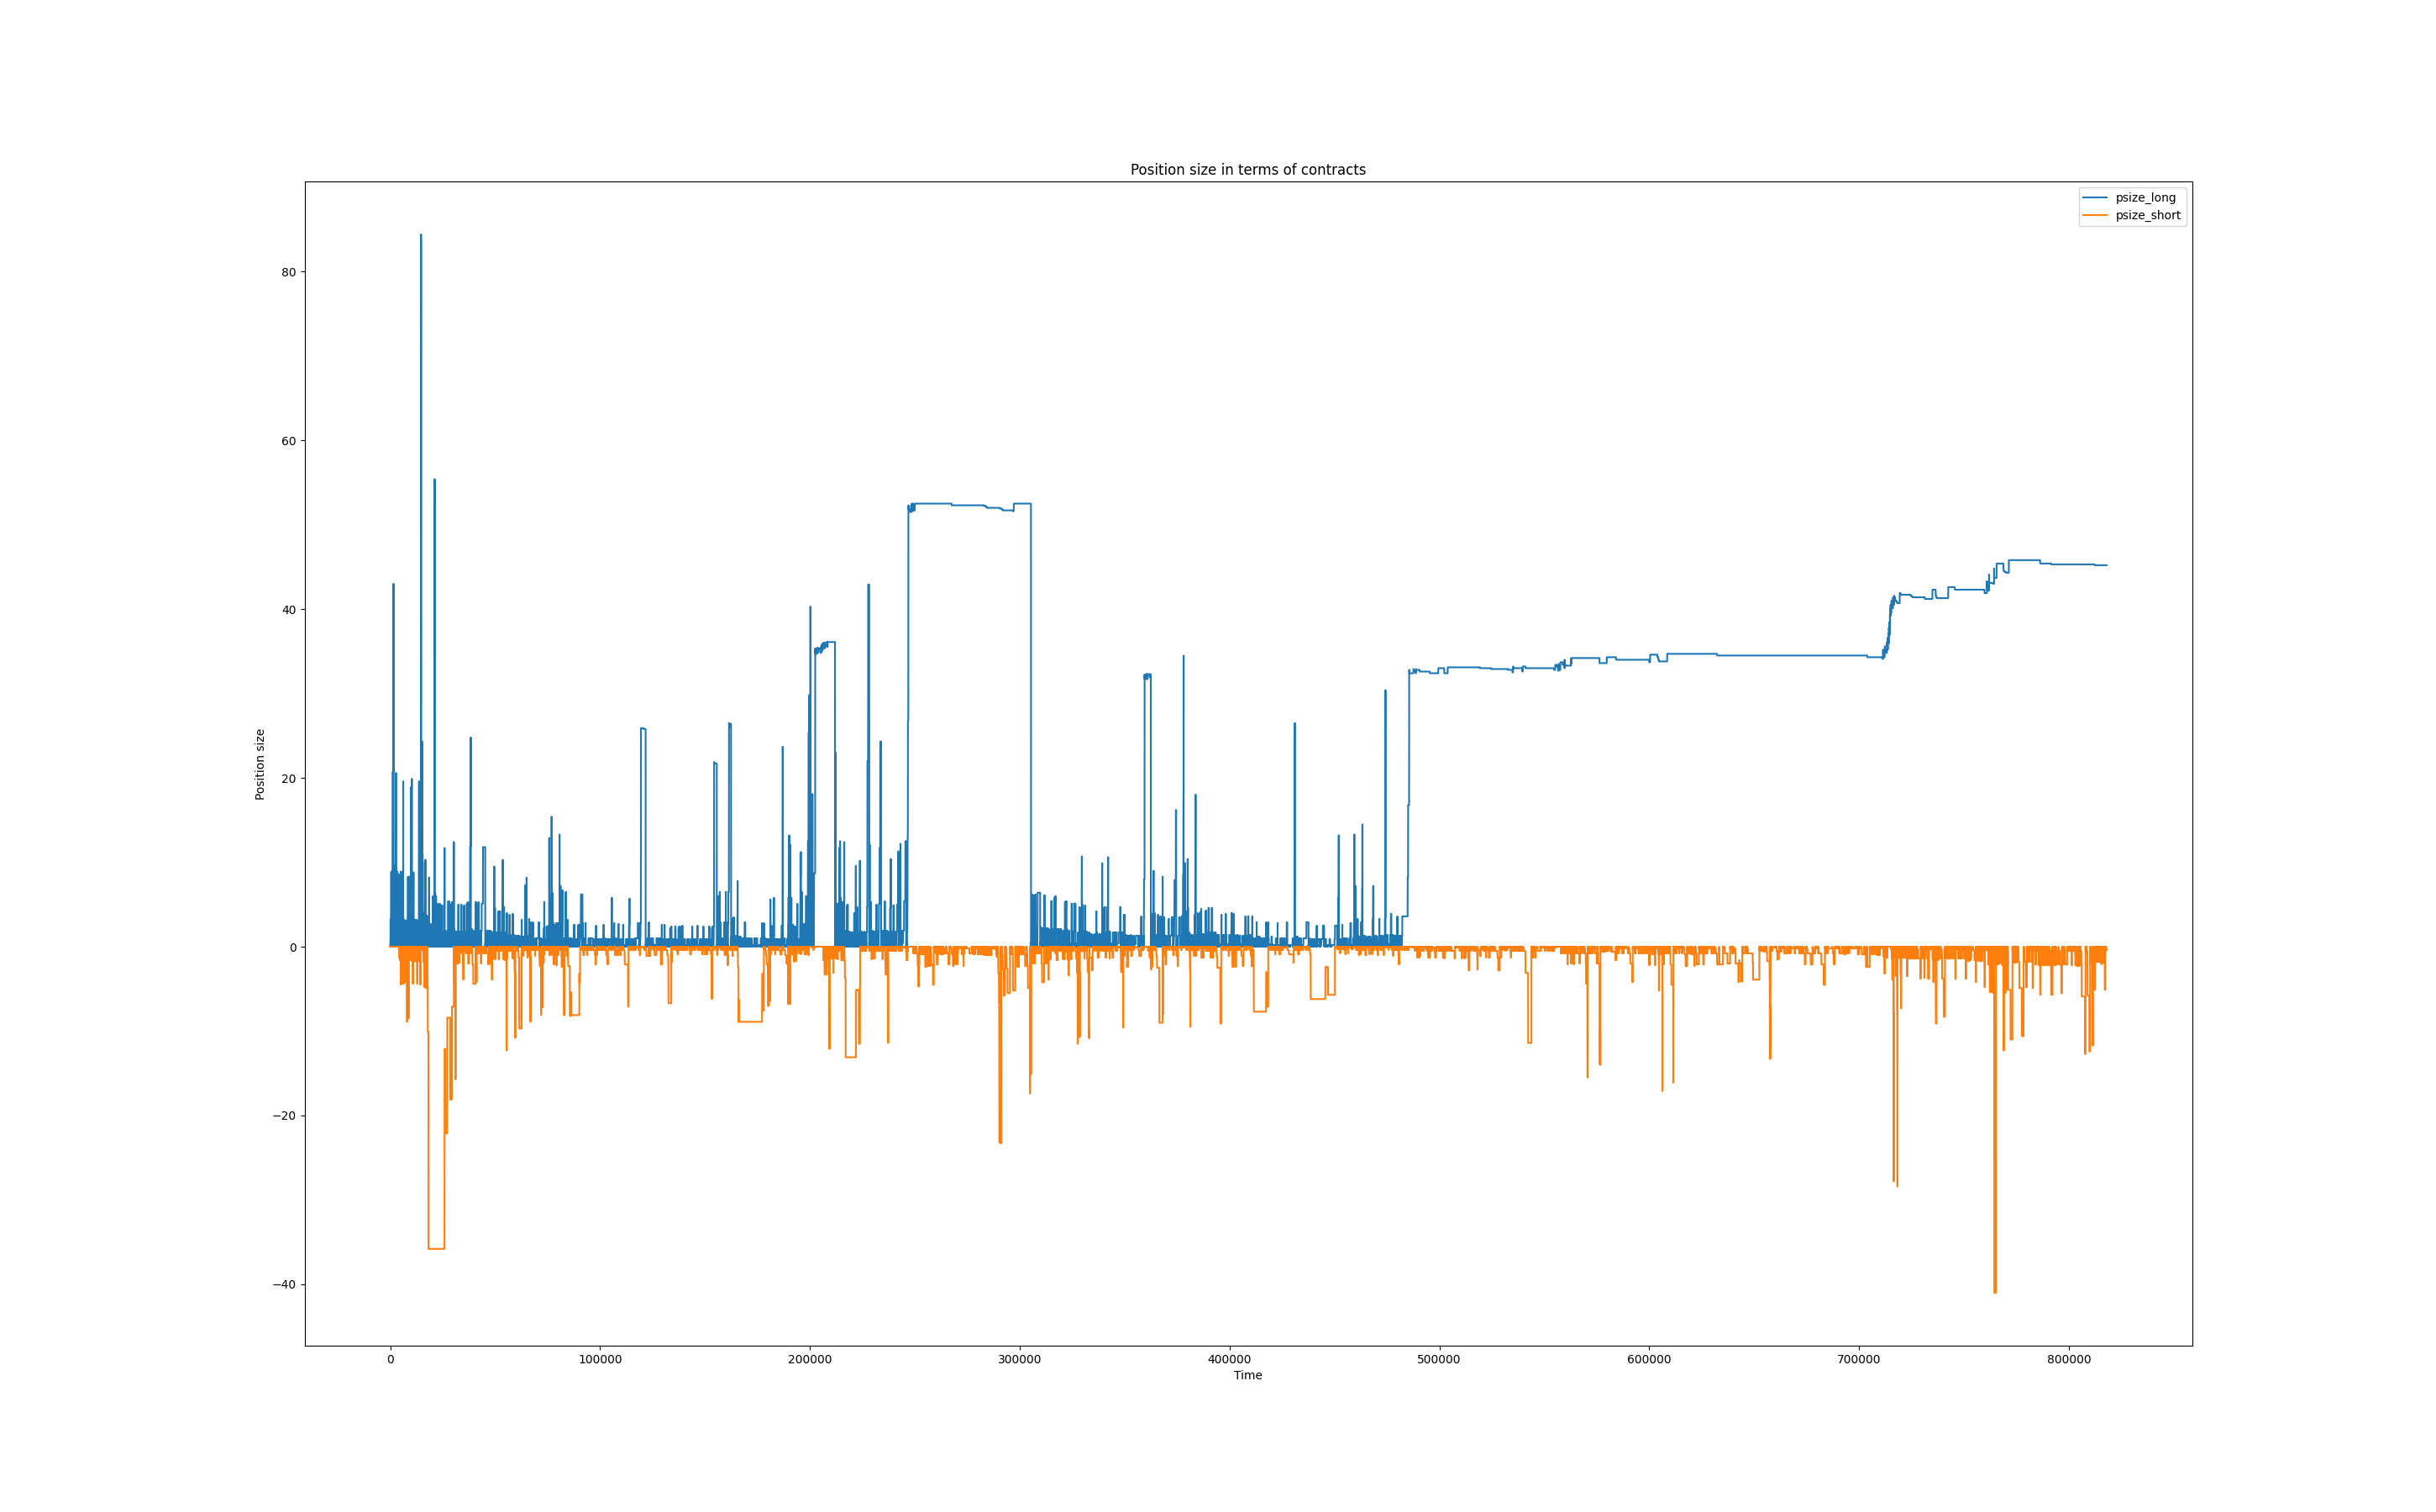 Position size in terms of contracts
psize_long
psize_short
80
60
40
20
0
−20
−40
Position size
0 100000 200000 300000 400000 500000 600000 700000 800000
Time